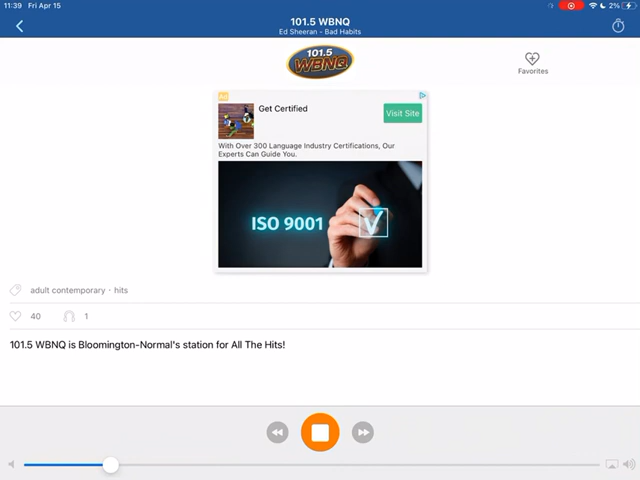 11:39 Fri Apr 15
2%
101.5 WBNQ
Ed Sheeran - Bad Habits
101.5
WBNQ
Favorites
Ad
Get Certified
Visit Site
With Over 300 Language Industry Certifications, Our
Experts Can Guide You.
ISO 9001
adult contemporary · hits
40
1
101.5 WBNQ is Bloomington-Normal's station for All The Hits!